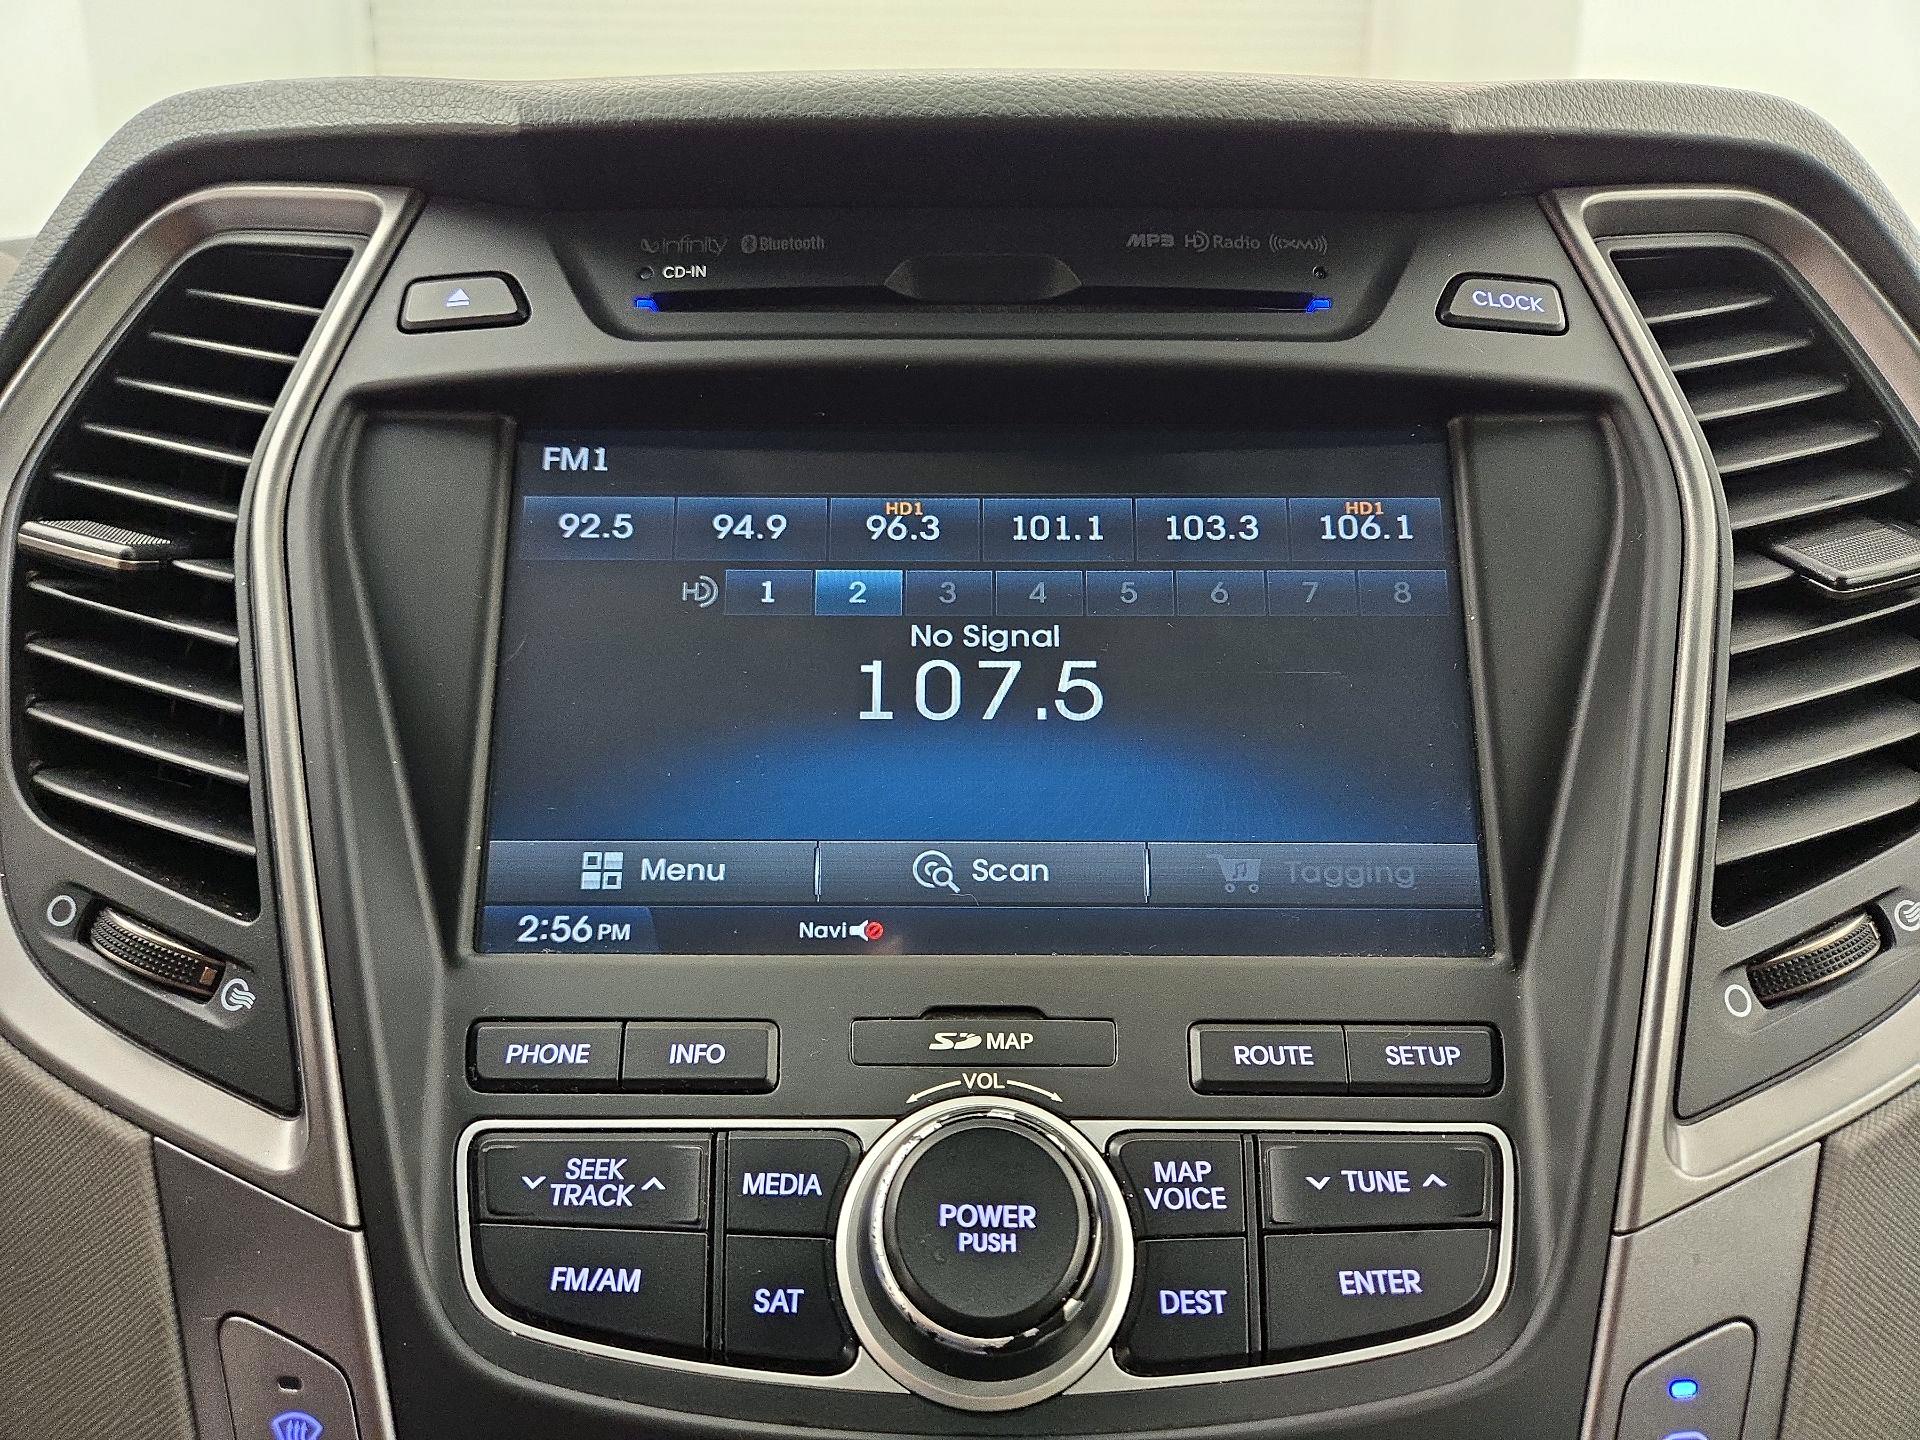 infinity Bluetooth MP3 HD Radio ((XM))
CD-IN
CLOCK
FM1
HD1 HD1
92.5 94.9 96.3 101.1 103.3 106.1
HD 1 2 3 4 5 6 7 8
No Signal
107.5
Menu Scan Tagging
2:56 PM Navi
PHONE INFO SD MAP ROUTE SETUP
VOL
SEEK TRACK MEDIA MAP VOICE TUNE
POWER PUSH
FM/AM SAT DEST ENTER